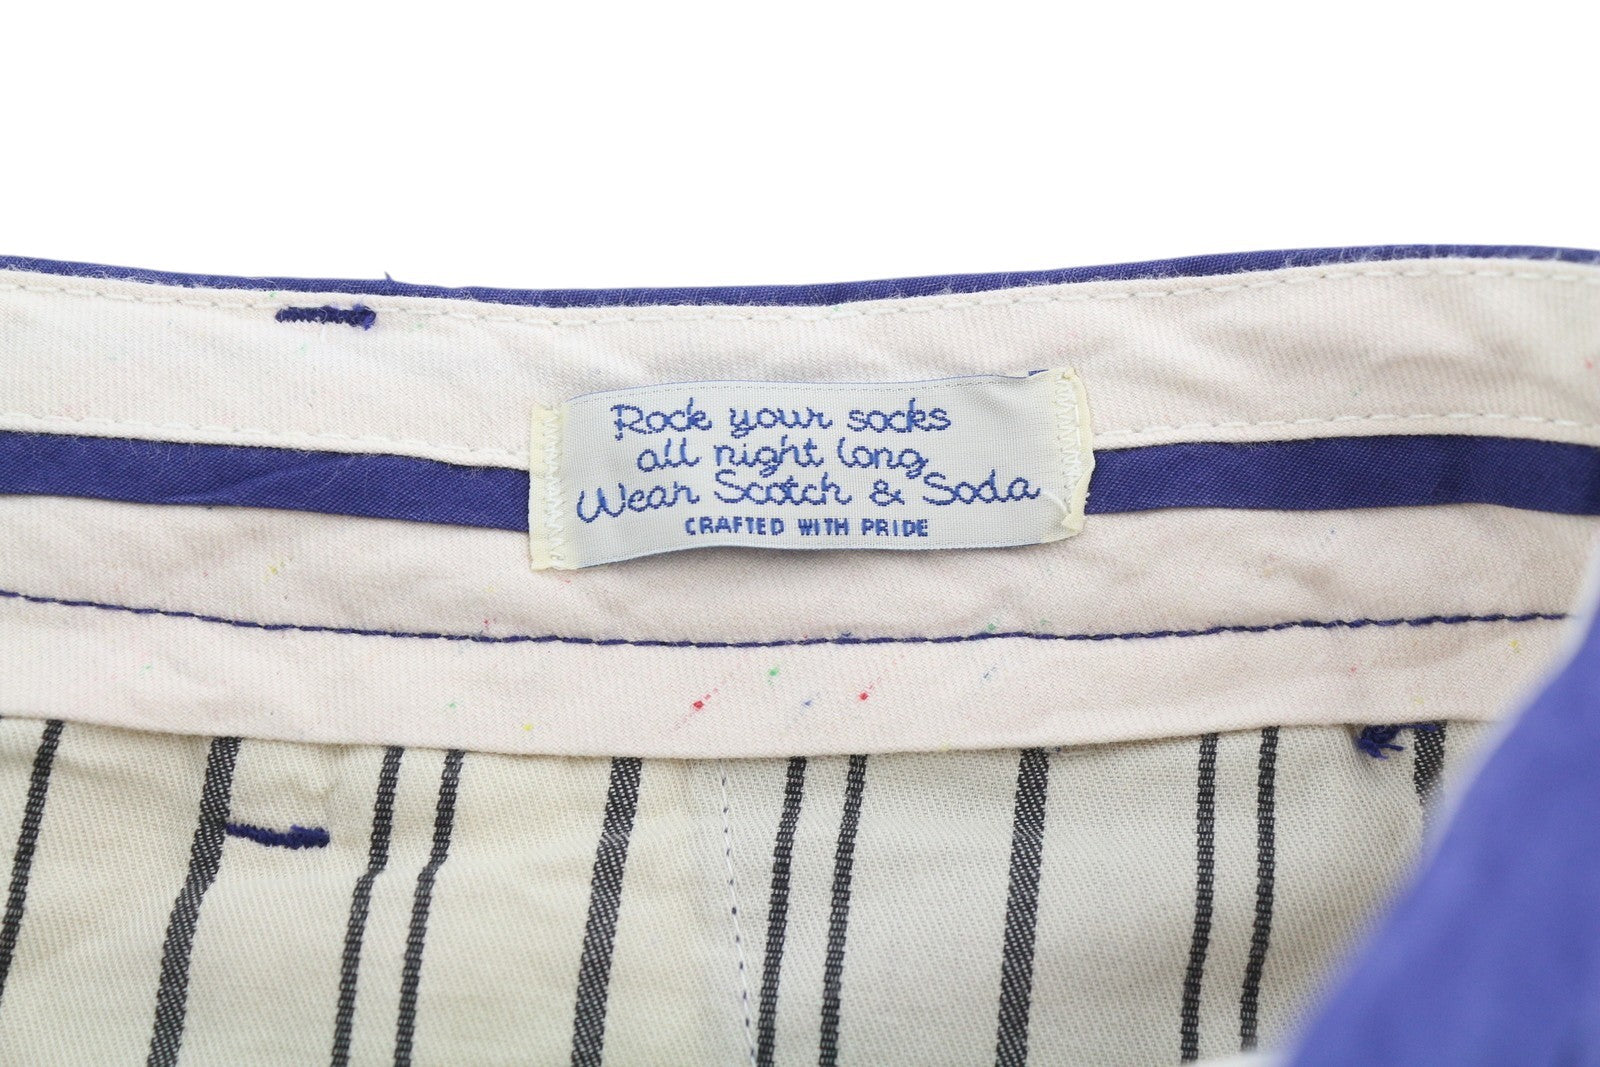 Rock your socks
all night long
Wear Scotch & Soda
CRAFTED WITH PRIDE